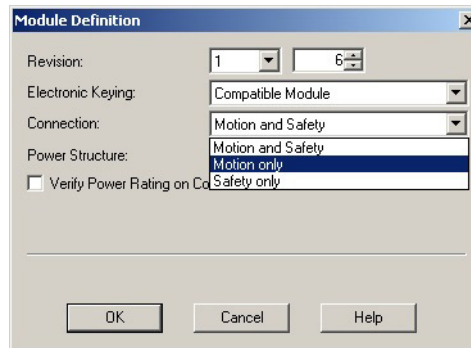 Module Definition
Revision: 1 6
Electronic Keying: Compatible Module
Connection: Motion and Safety
Motion and Safety
Power Structure:
Motion only
Verify Power Rating on Co
Safety only
OK Cancel Help